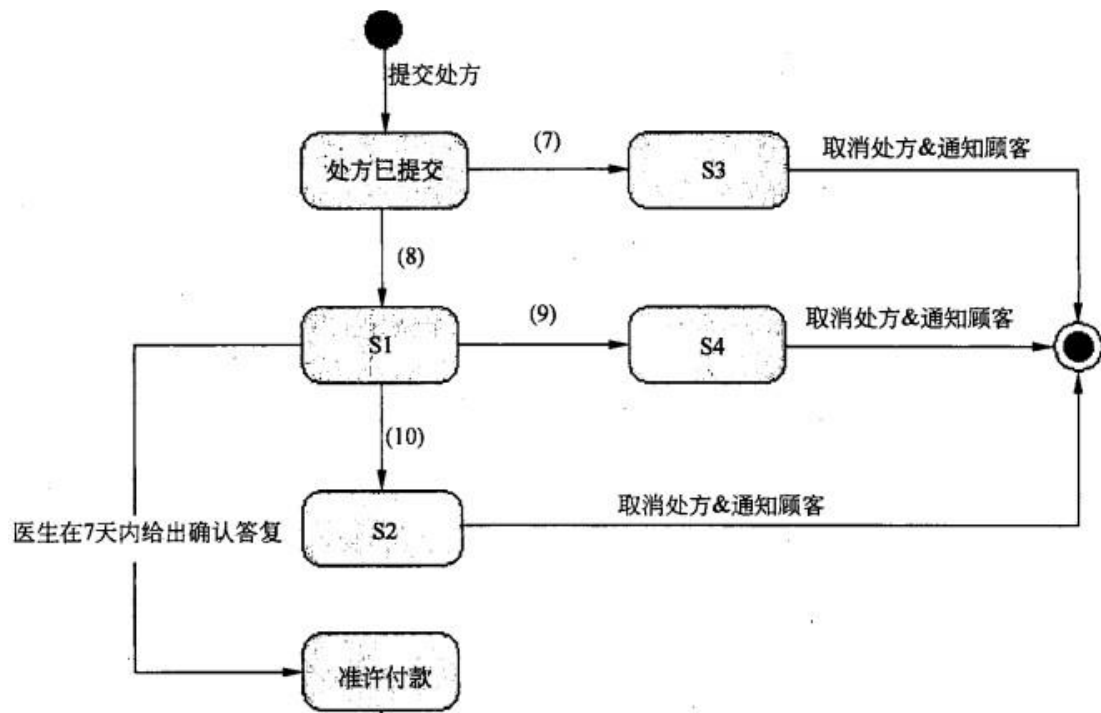 提交处方
处方已提交
(7)
S3
取消处方&通知顾客
(8)
S1
(9)
S4
取消处方&通知顾客
(10)
医生在7天内给出确认答复
S2
取消处方&通知顾客
准许付款